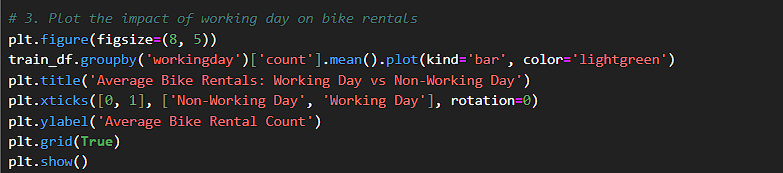 # 3. Plot the impact of working day on bike rentals
plt.figure(figsize=(8, 5))
train_df.groupby('workingday')['count'].mean().plot(kind='bar', color='lightgreen')
plt.title('Average Bike Rentals: Working Day vs Non-Working Day')
plt.xticks([0, 1], ['Non-Working Day', 'Working Day'], rotation=0)
plt.ylabel('Average Bike Rental Count')
plt.grid(True)
plt.show()